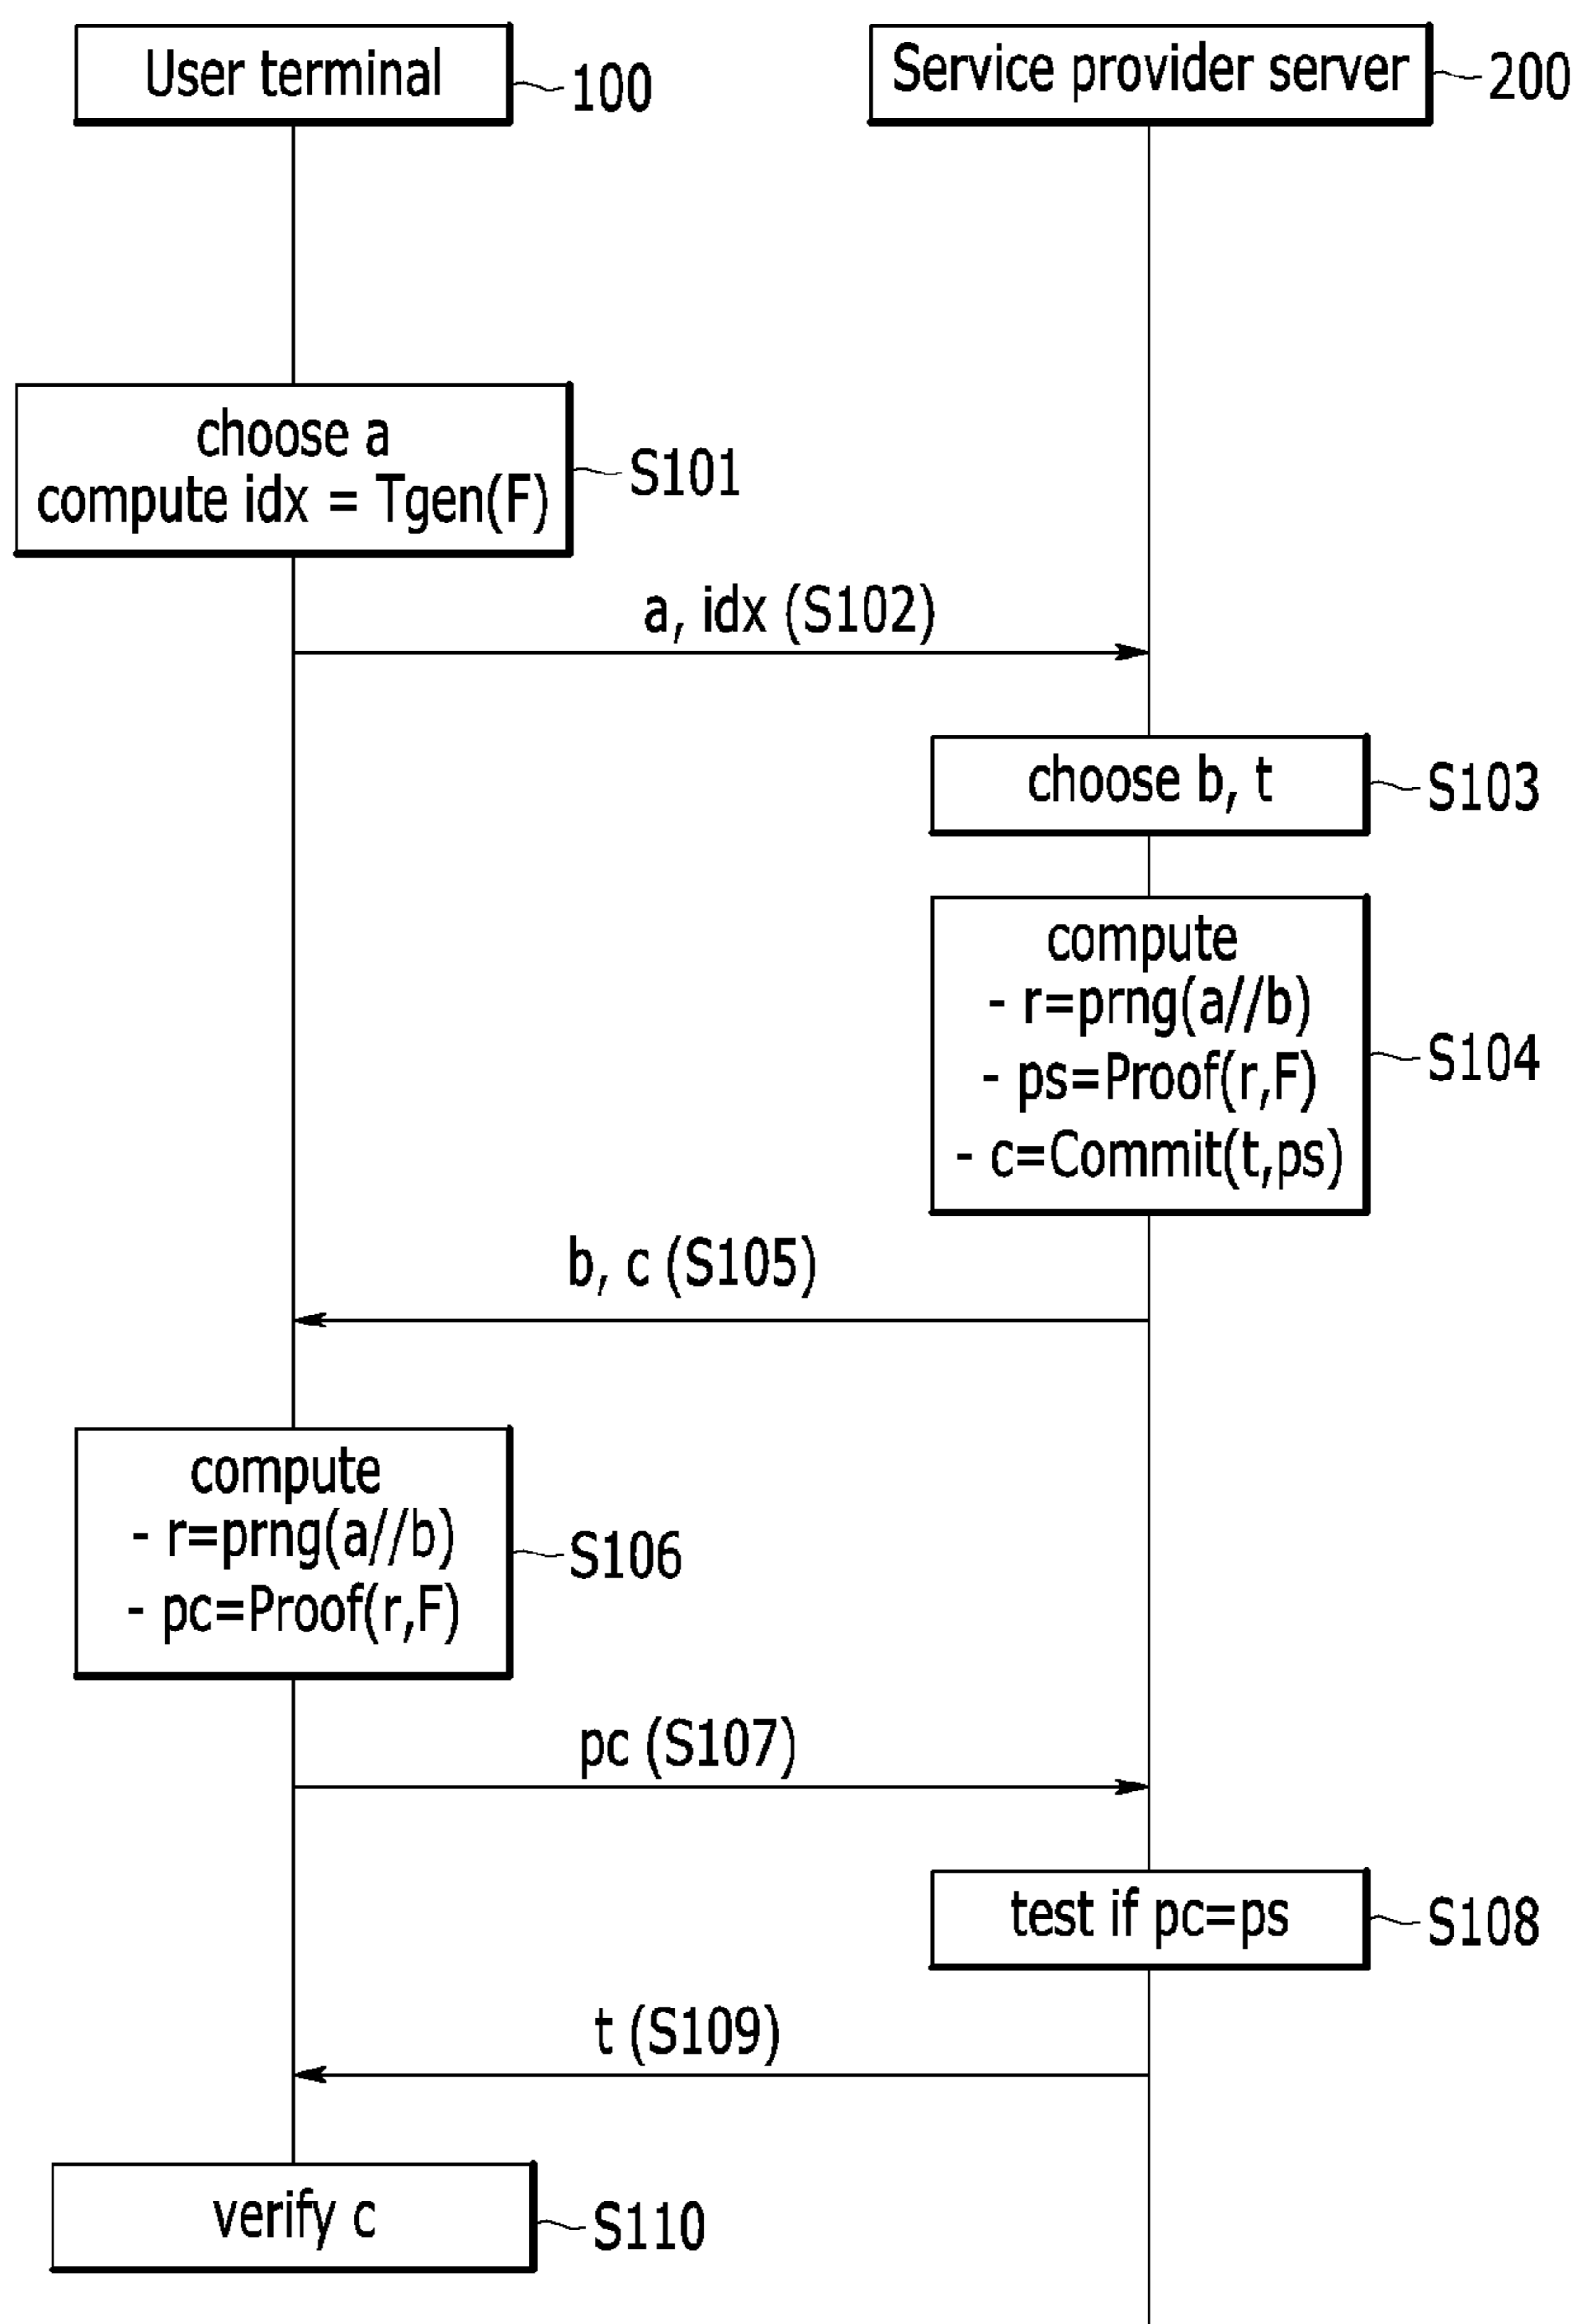 User terminal
100
Service provider server
200
choose a
compute idx = Tgen(F)
S101
a, idx (S102)
choose b, t
S103
compute
- r=prng(a//b)
- ps=Proof(r,F)
- c=Commit(t,ps)
S104
b, c (S105)
compute
- r=prng(a//b)
- pc=Proof(r,F)
S106
pc (S107)
test if pc=ps
S108
t (S109)
verify c
S110